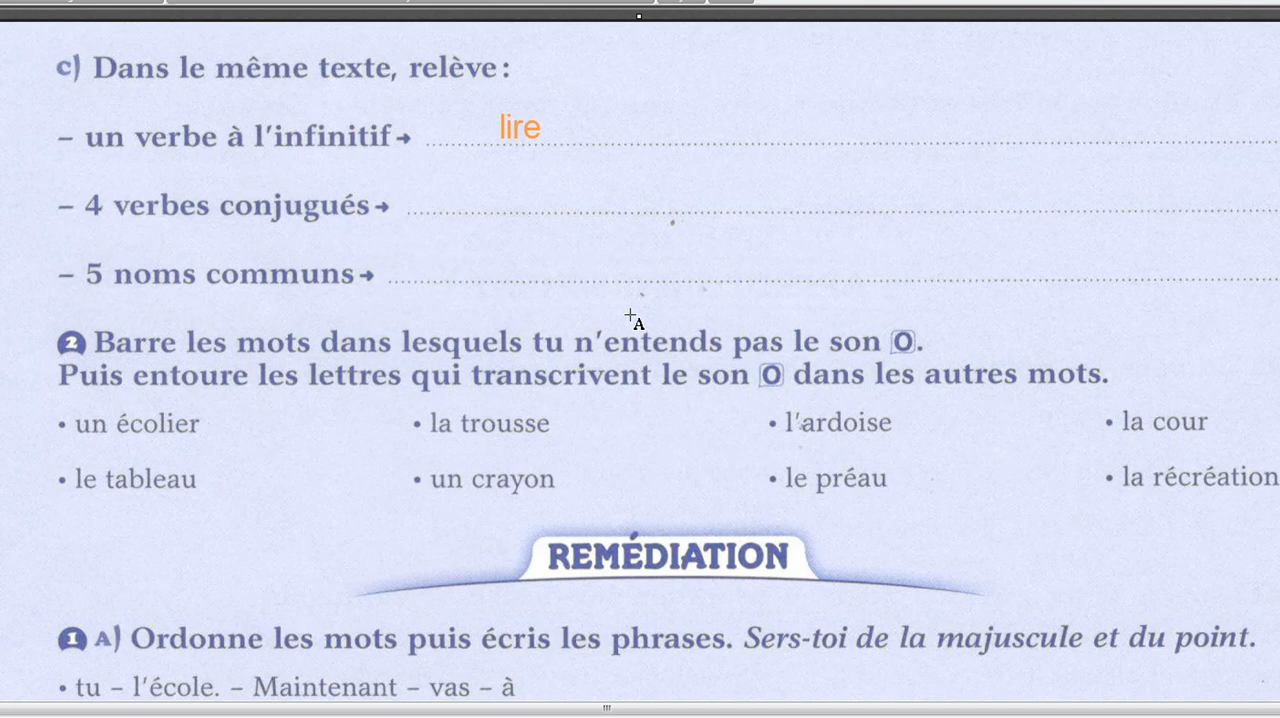 c) Dans le même texte, relève :
– un verbe à l'infinitif → lire
– 4 verbes conjugués →
– 5 noms communs →
2 Barre les mots dans lesquels tu n'entends pas le son O.
Puis entoure les lettres qui transcrivent le son O dans les autres mots.
• un écolier • la trousse • l'ardoise • la cour
• le tableau • un crayon • le préau • la récréation
REMÉDIATION
1 A) Ordonne les mots puis écris les phrases. Sers-toi de la majuscule et du point.
• tu – l'école. – Maintenant – vas – à